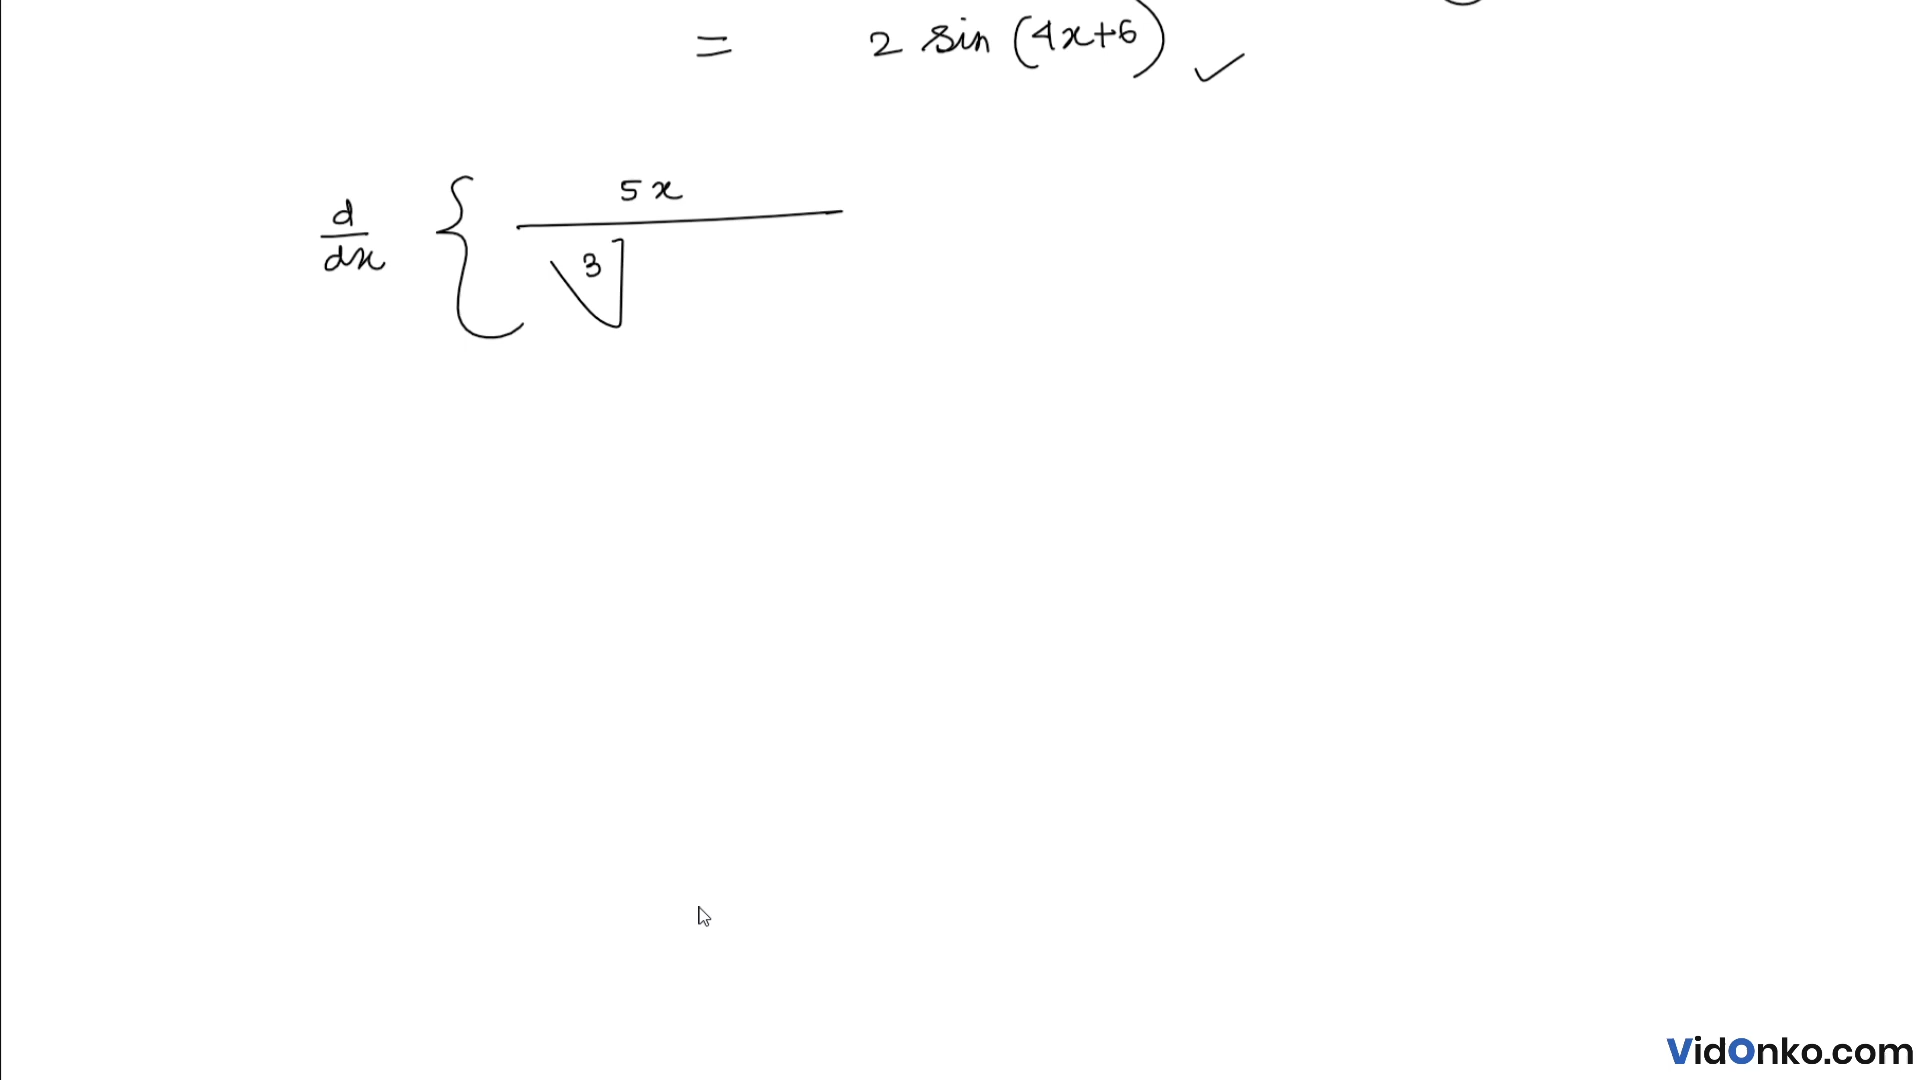 = 2 sin (4x+6) ✓
d/dx { 5x / ∛
VidOnko.com